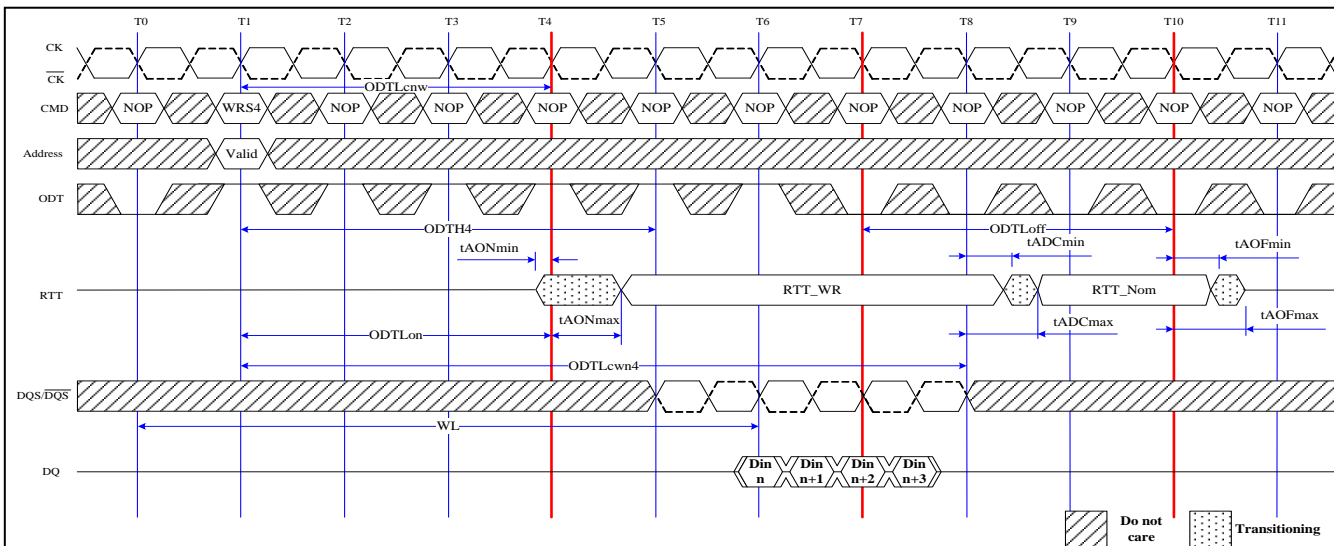 T0 T1 T2 T3 T4 T5 T6 T7 T8 T9 T10 T11
CK
CK
ODTLcnw
CMD NOP WRS4 NOP NOP NOP NOP NOP NOP NOP NOP NOP NOP
Address Valid
ODT
ODTH4 ODTLoff
tAONmin tADCmin tAOFmin
RTT RTT_WR RTT_Nom
ODTLon tAONmax tADCmax tAOFmax
ODTLcwn4
DQS/DQS
WL
DQ Din n Din n+1 Din n+2 Din n+3
Do not care Transitioning